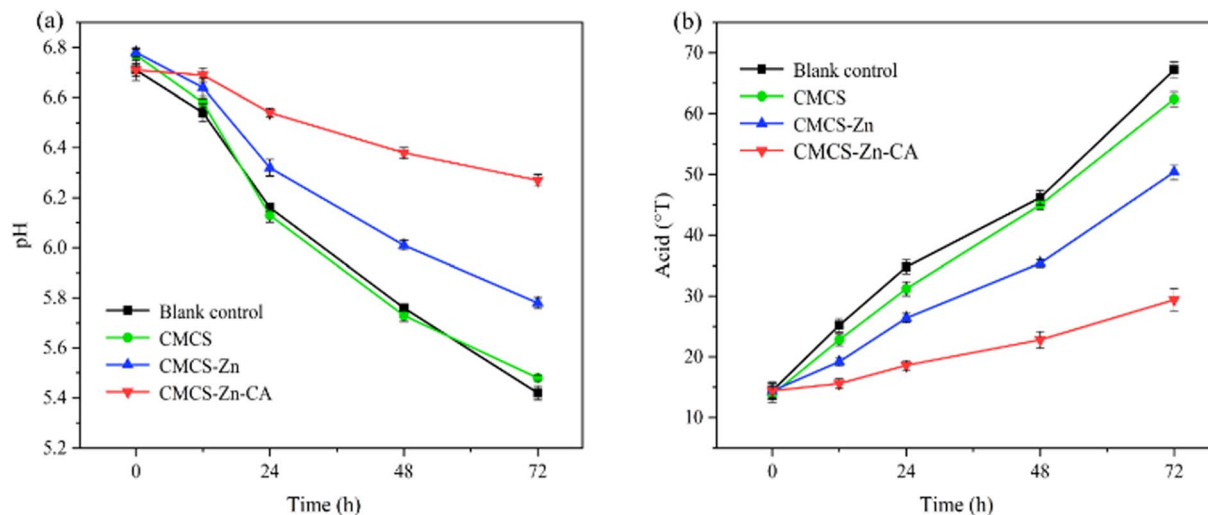 (a)
6.8
6.6
6.4
6.2
6.0
5.8
5.6
5.4
5.2
pH
Blank control
CMCS
CMCS-Zn
CMCS-Zn-CA
0
24
48
72
Time (h)
(b)
70
60
50
40
30
20
10
Acid (°T)
Blank control
CMCS
CMCS-Zn
CMCS-Zn-CA
0
24
48
72
Time (h)